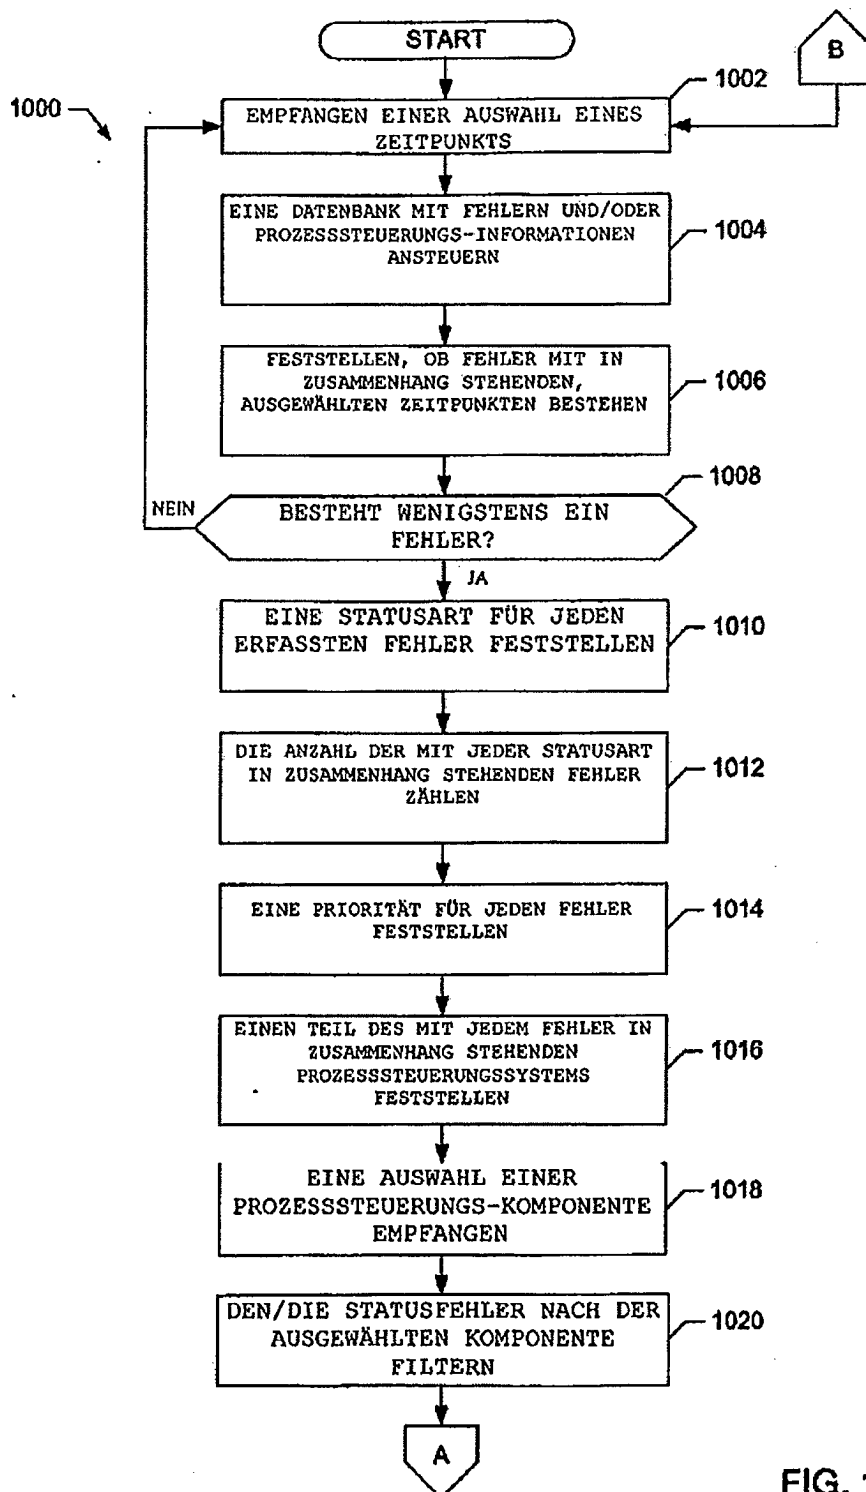 START
B
1000
1002
EMPFANGEN EINER AUSWAHL EINES
ZEITPUNKTS
EINE DATENBANK MIT FEHLERN UND/ODER
PROZESSSTEUERUNGS-INFORMATIONEN
ANSTEUERN
1004
FESTSTELLEN, OB FEHLER MIT IN
ZUSAMMENHANG STEHENDEN,
AUSGEWÄHLTEN ZEITPUNKTEN BESTEHEN
1006
1008
NEIN
BESTEHT WENIGSTENS EIN
FEHLER?
JA
EINE STATUSART FÜR JEDEN
ERFASSTEN FEHLER FESTSTELLEN
1010
DIE ANZAHL DER MIT JEDER STATUSART
IN ZUSAMMENHANG STEHENDEN FEHLER
ZÄHLEN
1012
EINE PRIORITÄT FÜR JEDEN FEHLER
FESTSTELLEN
1014
EINEN TEIL DES MIT JEDEM FEHLER IN
ZUSAMMENHANG STEHENDEN
PROZESSSTEUERUNGSSYSTEMS
FESTSTELLEN
1016
EINE AUSWAHL EINER
PROZESSSTEUERUNGS-KOMPONENTE
EMPFANGEN
1018
DEN/DIE STATUSFEHLER NACH DER
AUSGEWÄHLTEN KOMPONENTE
FILTERN
1020
A
FIG.